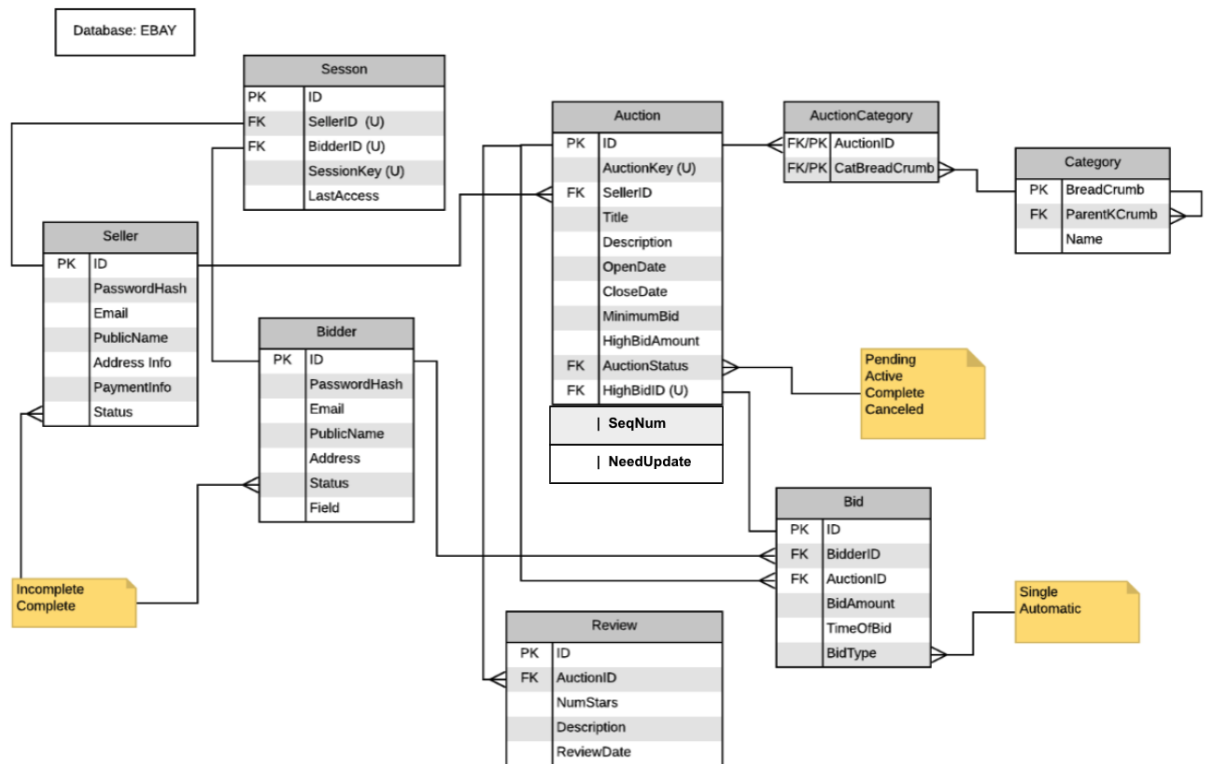 Database: EBAY
Sesson
PK ID
FK SellerID (U)
FK BidderID (U)
SessionKey (U)
LastAccess
Seller
PK ID
PasswordHash
Email
PublicName
Address Info
PaymentInfo
Status
Bidder
PK ID
PasswordHash
Email
PublicName
Address
Status
Field
Incomplete
Complete
Auction
PK ID
AuctionKey (U)
FK SellerID
Title
Description
OpenDate
CloseDate
MinimumBid
HighBidAmount
FK AuctionStatus
FK HighBidID (U)
| SeqNum
| NeedUpdate
AuctionCategory
FK/PK AuctionID
FK/PK CatBreadCrumb
Category
PK BreadCrumb
FK ParentKCrumb
Name
Pending
Active
Complete
Canceled
Bid
PK ID
FK BidderID
FK AuctionID
BidAmount
TimeOfBid
BidType
Single
Automatic
Review
PK ID
FK AuctionID
NumStars
Description
ReviewDate